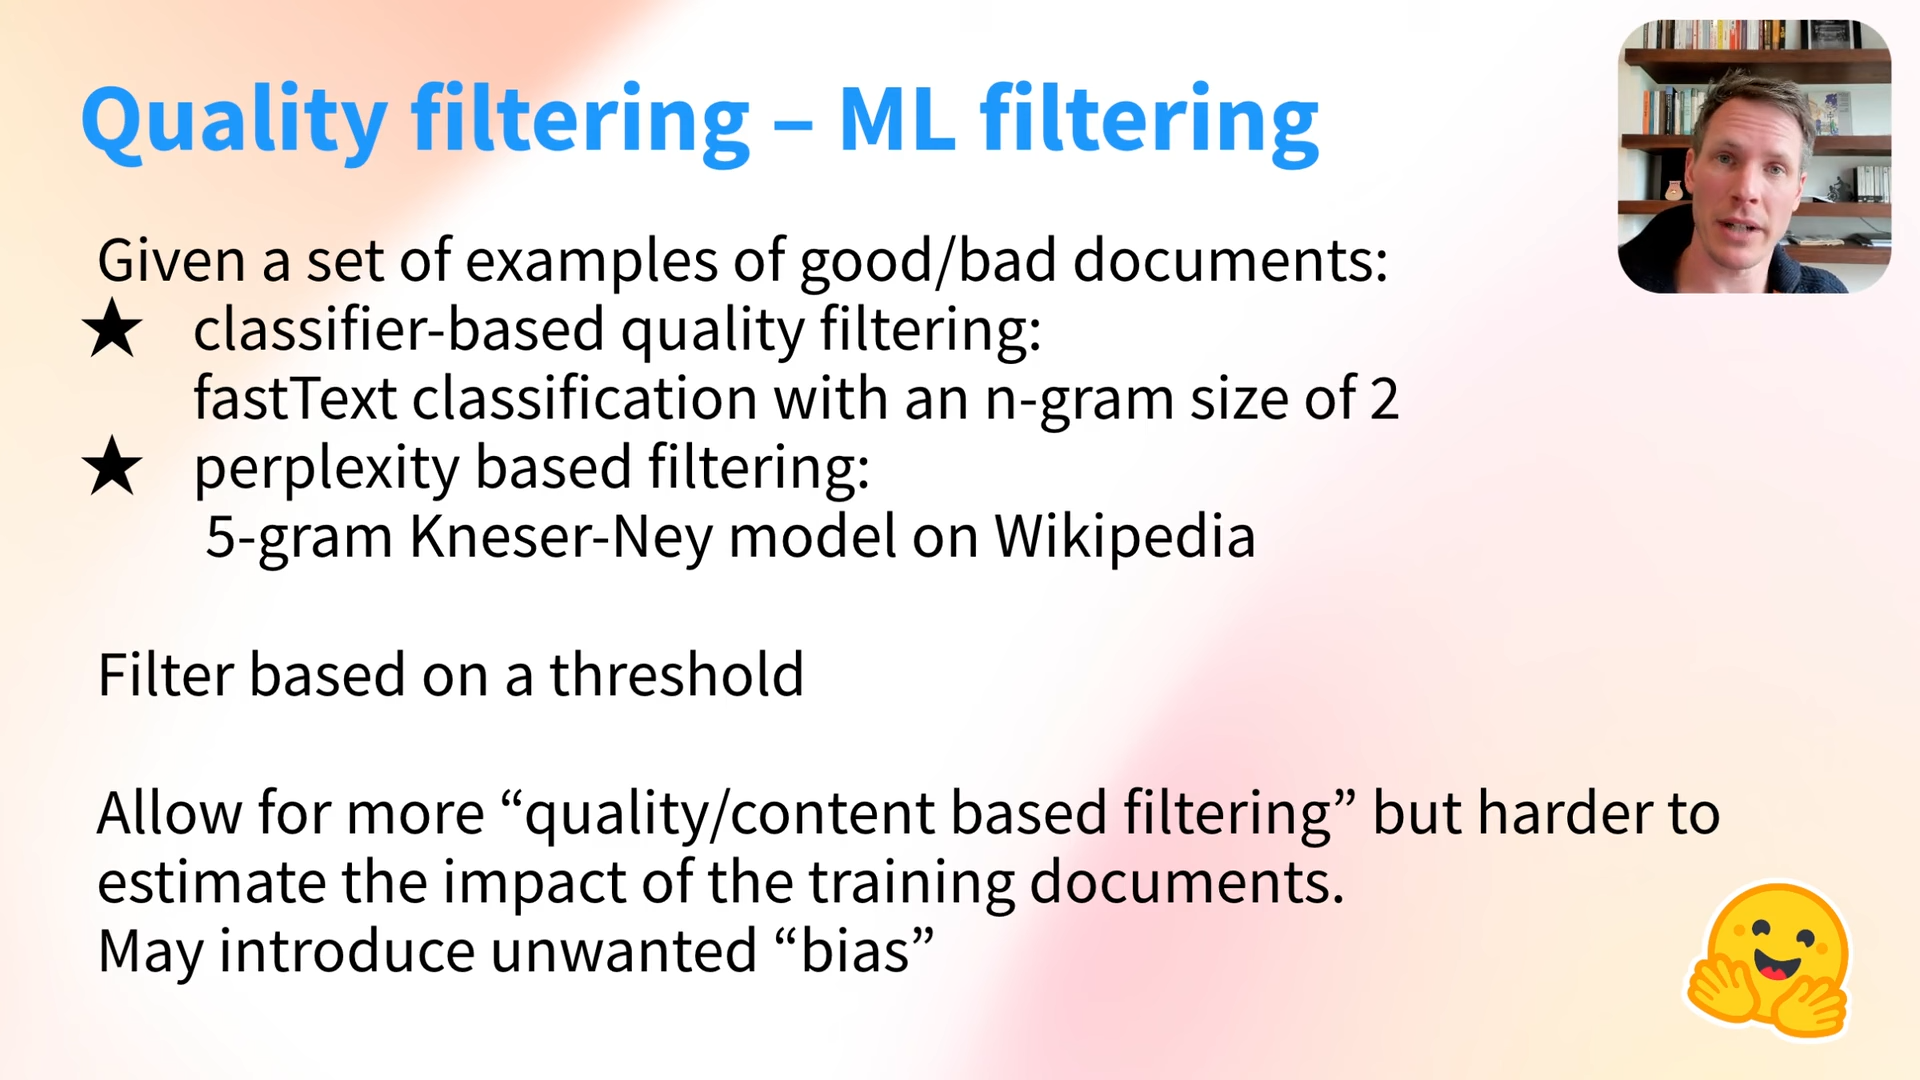 Quality filtering – ML filtering
Given a set of examples of good/bad documents:
★ classifier-based quality filtering:
fastText classification with an n-gram size of 2
★ perplexity based filtering:
5-gram Kneser-Ney model on Wikipedia
Filter based on a threshold
Allow for more “quality/content based filtering” but harder to
estimate the impact of the training documents.
May introduce unwanted “bias”